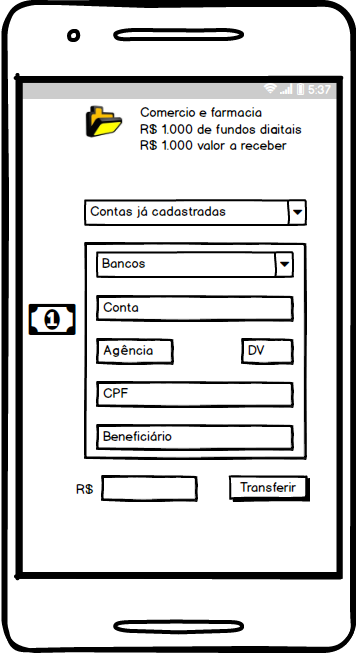 5:37
Comercio e farmacia
R$ 1.000 de fundos digitais
R$ 1.000 valor a receber
Contas já cadastradas
Bancos
Conta
1
Agência DV
CPF
Beneficiário
R$ Transferir